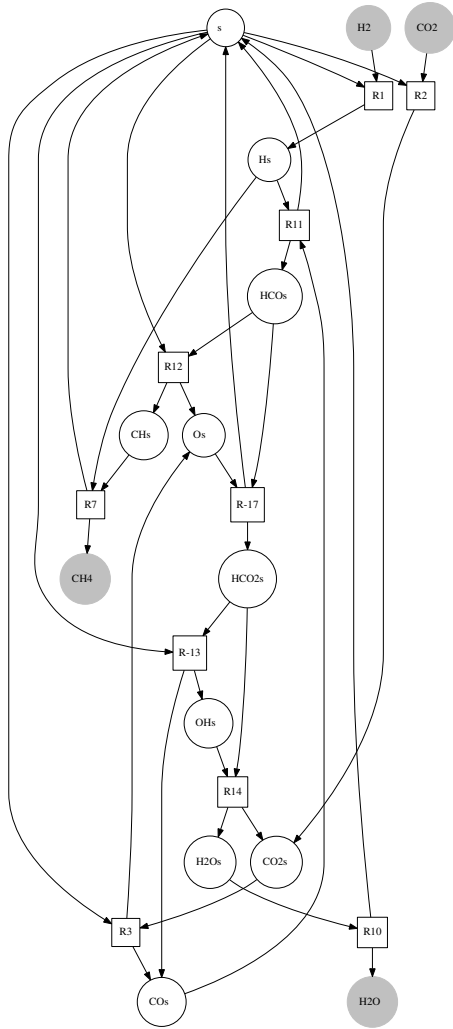 s
H2
CO2
R1
R2
Hs
R11
HCOs
R12
CHs
Os
R7
R-17
CH4
HCO2s
R-13
OHs
R14
H2Os
CO2s
R3
R10
COs
H2O